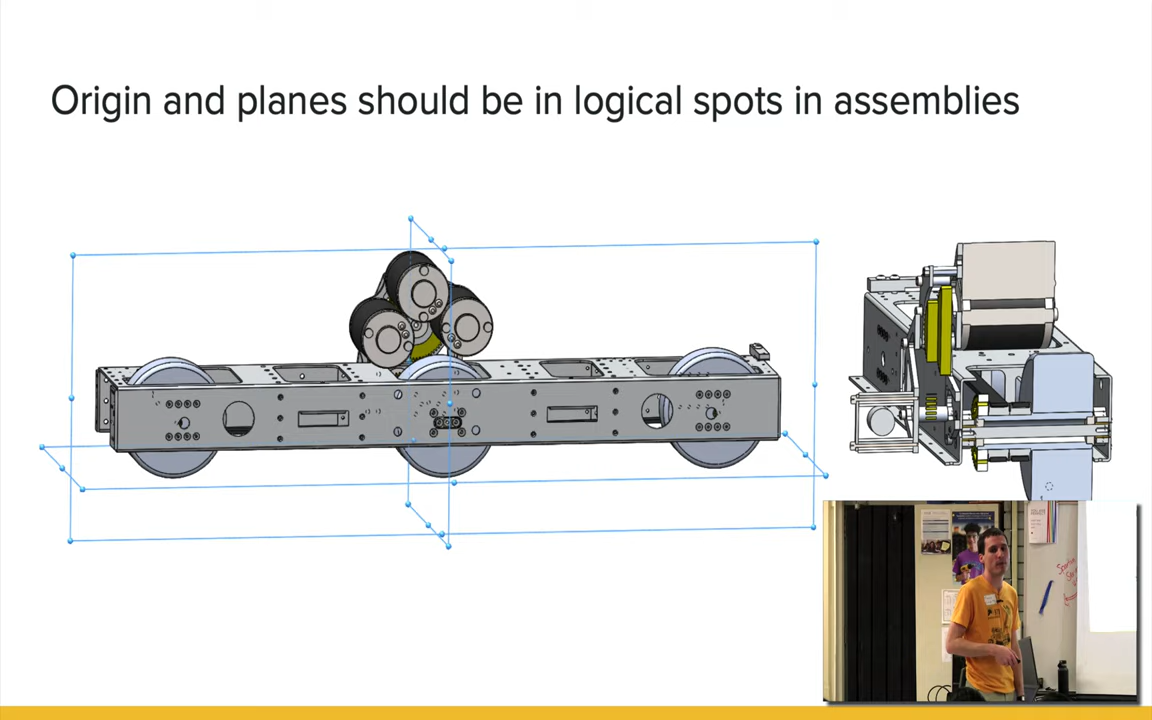 Origin and planes should be in logical spots in assemblies